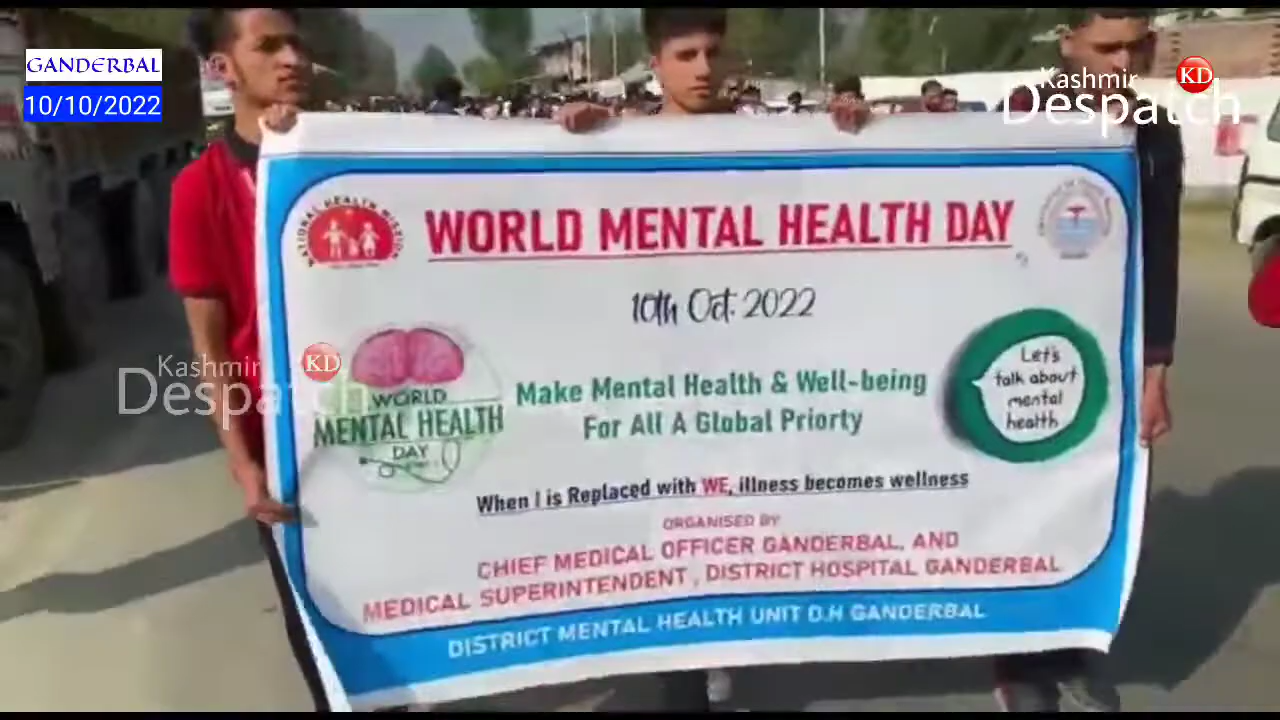 GANDERBAL
10/10/2022
Kashmir KD
Despatch
NATIONAL HEALTH MISSION
WORLD MENTAL HEALTH DAY
10th Oct. 2022
Kashmir KD
Despatch
WORLD
MENTAL HEALTH
DAY
Make Mental Health & Well-being
For All A Global Priorty
Let's
talk about
mental
health
When I is Replaced with WE, illness becomes wellness
ORGANISED BY
CHIEF MEDICAL OFFICER GANDERBAL, AND
MEDICAL SUPERINTENDENT , DISTRICT HOSPITAL GANDERBAL
DISTRICT MENTAL HEALTH UNIT D.H GANDERBAL